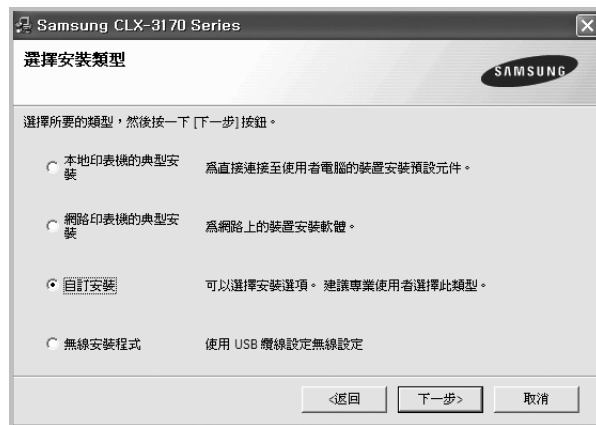 Samsung CLX-3170 Series
選擇安裝類型
SAMSUNG
選擇所要的類型，然後按一下 [下一步] 按鈕。
本地印表機的典型安
裝
為直接連接至使用者電腦的裝置安裝預設元件。
網路印表機的典型安
裝
為網路上的裝置安裝軟體。
自訂安裝
可以選擇安裝選項。 建議專業使用者選擇此類型。
無線安裝程式
使用 USB 纜線設定無線設定
<返回
下一步>
取消